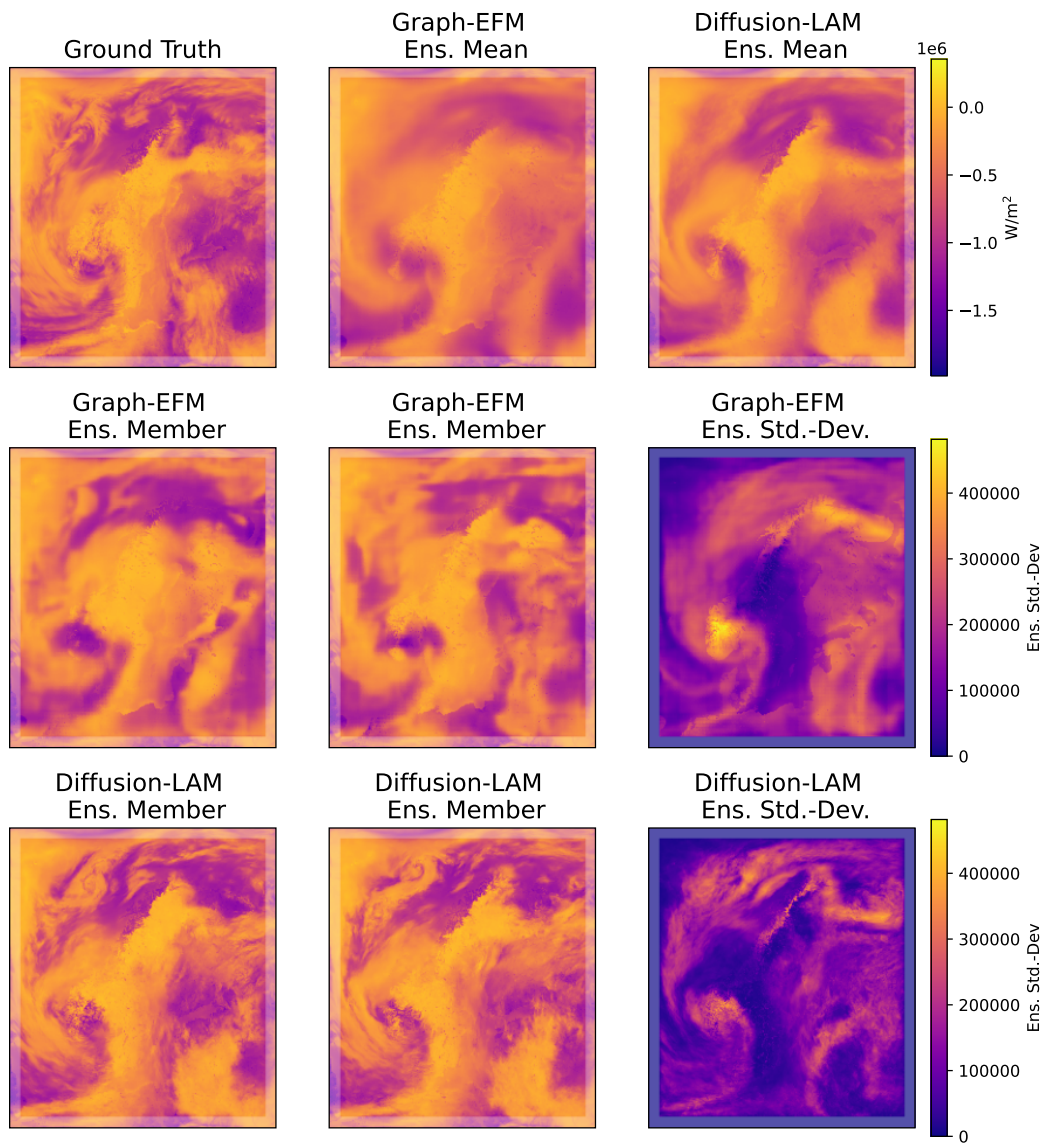 Ground Truth
Graph-EFM
Ens. Mean
Diffusion-LAM
Ens. Mean
1e6
0.0
−0.5
−1.0
−1.5
W/m²
Graph-EFM
Ens. Member
Graph-EFM
Ens. Member
Graph-EFM
Ens. Std.-Dev.
400000
300000
200000
100000
0
Ens. Std.-Dev
Diffusion-LAM
Ens. Member
Diffusion-LAM
Ens. Member
Diffusion-LAM
Ens. Std.-Dev.
400000
300000
200000
100000
0
Ens. Std.-Dev